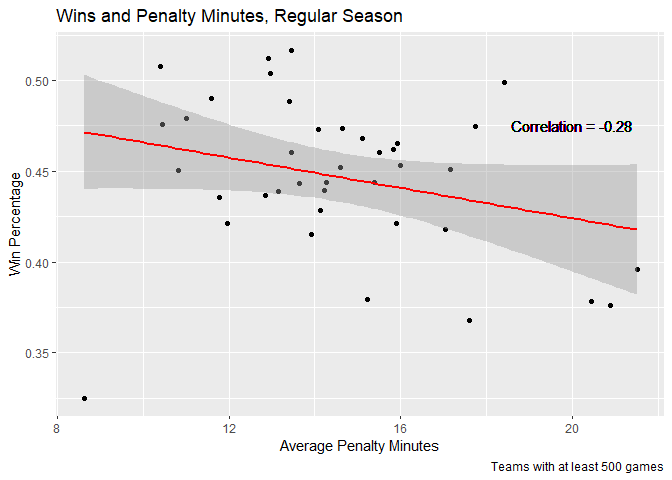 Wins and Penalty Minutes, Regular Season
Win Percentage
0.50
0.45
0.40
0.35
Correlation = -0.28
8
12
16
20
Average Penalty Minutes
Teams with at least 500 games